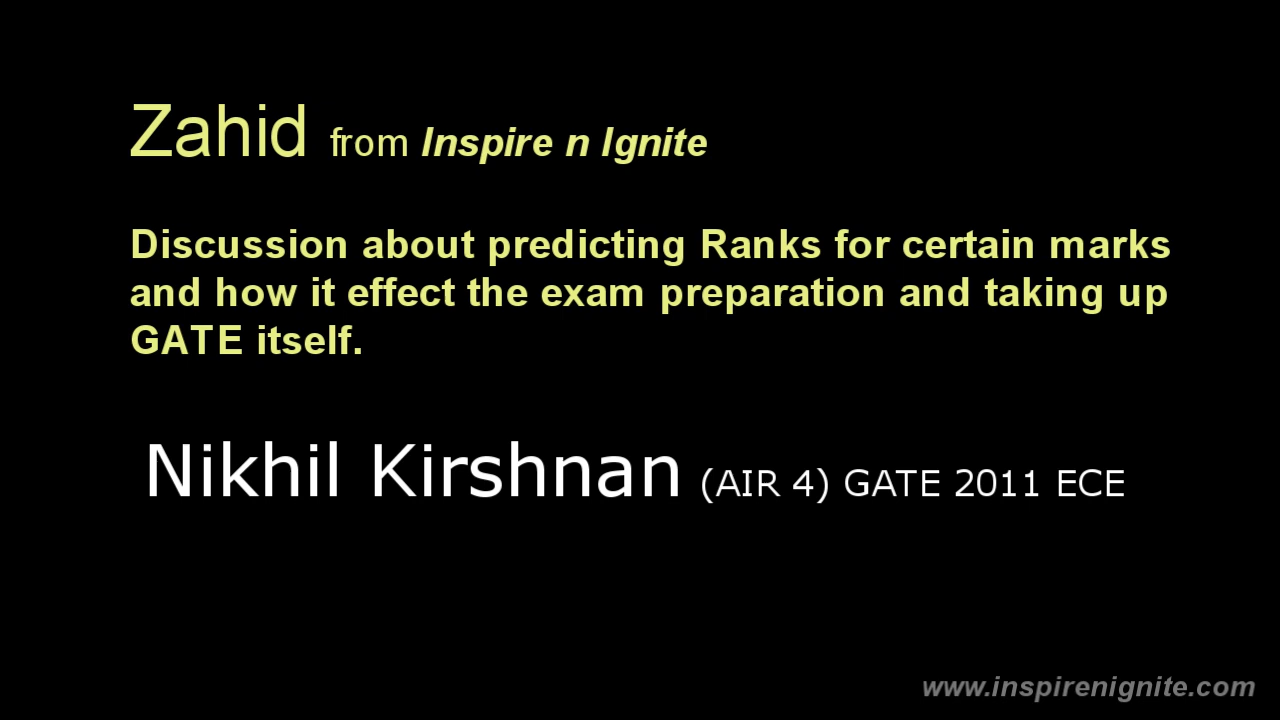 Zahid from Inspire n Ignite
Discussion about predicting Ranks for certain marks
and how it effect the exam preparation and taking up
GATE itself.
Nikhil Kirshnan (AIR 4) GATE 2011 ECE
www.inspirenignite.com